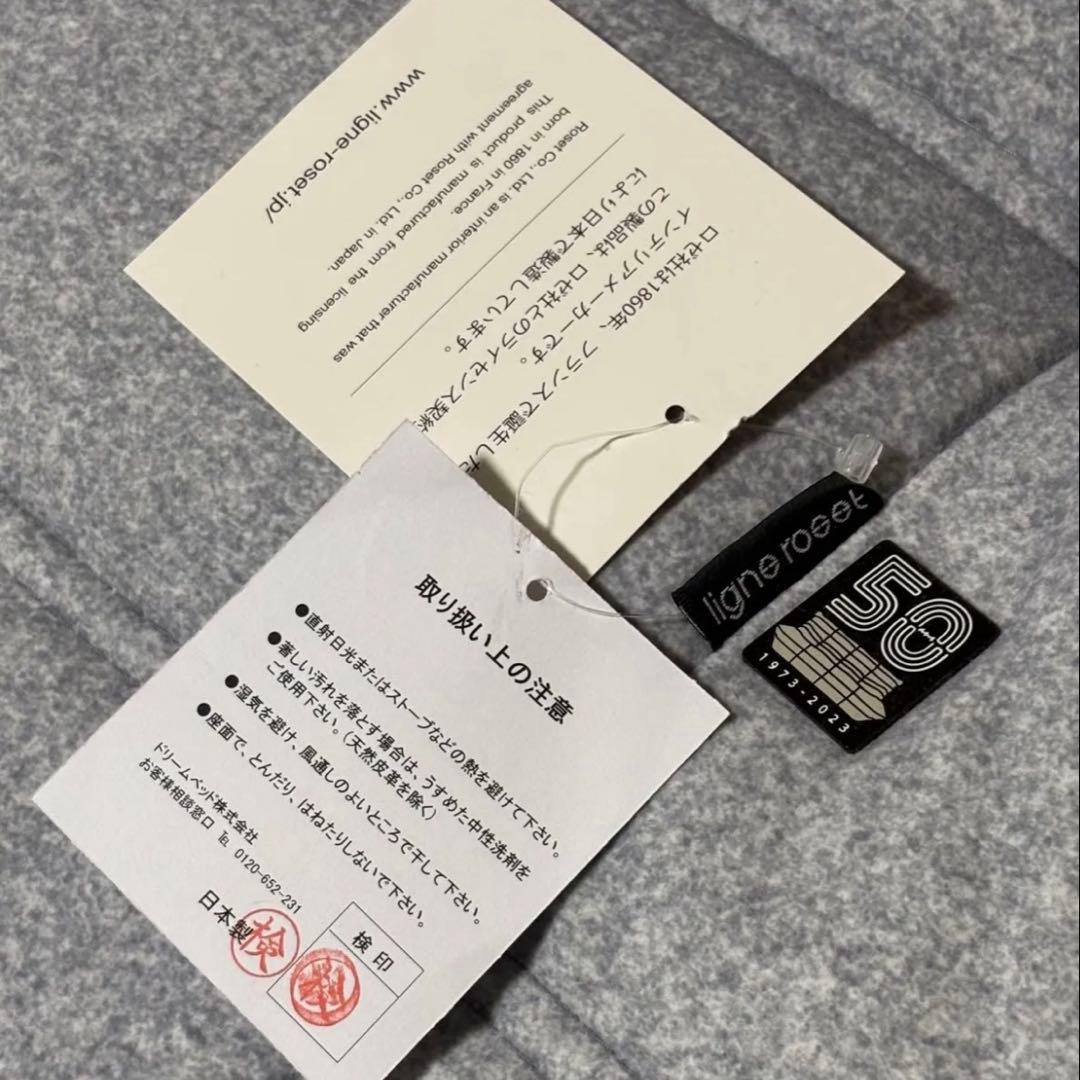 ロゼ社は1860年、フランスで誕生した
インテリアメーカーです。
この製品は、ロゼ社とのライセンス契約
により日本で製造しています。
Roset Co., Ltd. is an interior manufacturer that was
born in 1860 in France
This product is manufactured from the licensing
agreement with Roset Co., Ltd. in Japan.
www.ligne-roset.jp/
ligne roset
50
1973-2023
取り扱い上の注意
●直射日光またはストーブなどの熱を避けて下さい。
●著しい汚れを落とす場合は、うすめた中性洗剤を
ご使用下さい。(天然皮革を除く)
●湿気を避け、風通しのよいところで干して下さい。
●座面で、とんだり、はねたりしないで下さい。
ドリームベッド株式会社
お客様相談窓口 ℡ 0120-652-231
日本製
検
検印